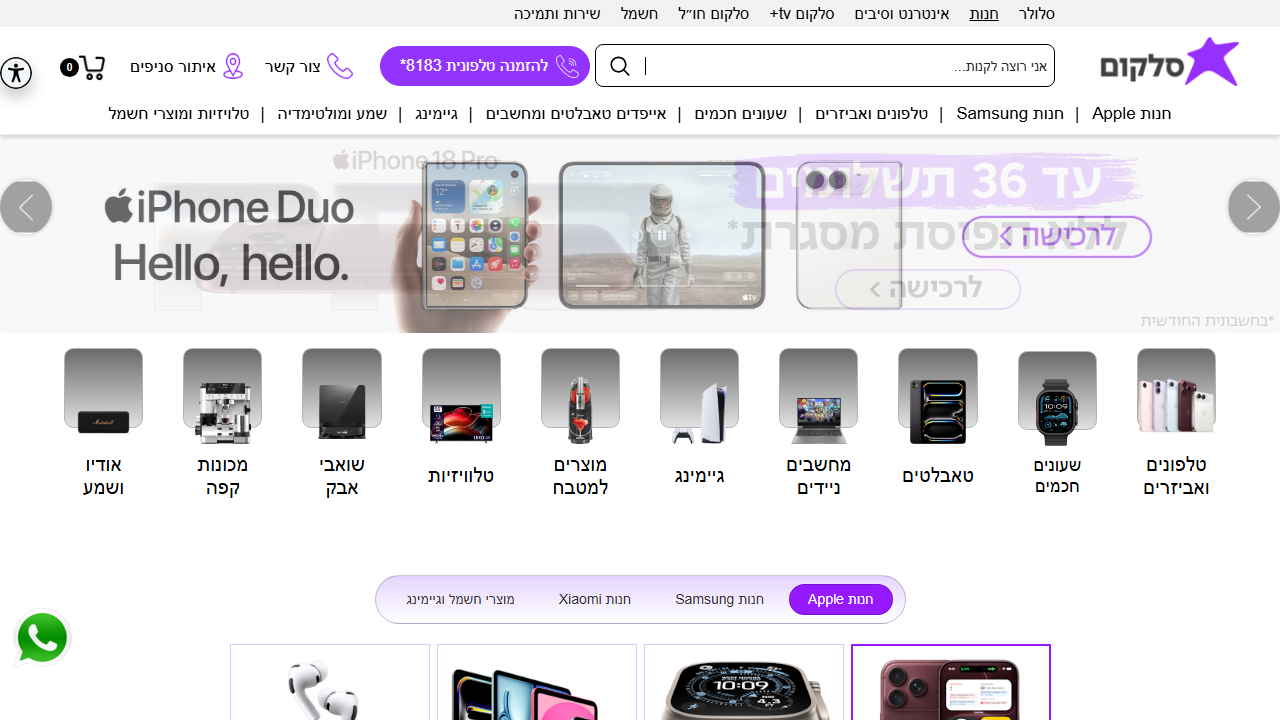 סלולר
חנות
אינטרנט וסיבים
סלקום tv+
סלקום חו״ל
חשמל
שירות ותמיכה
סלקום
אני רוצה לקנות...
להזמנה טלפונית 8183*
צור קשר
איתור סניפים
0
חנות Apple | חנות Samsung | טלפונים ואביזרים | שעונים חכמים | אייפדים טאבלטים ומחשבים | גיימינג | שמע ומולטימדיה | טלויזיות ומוצרי חשמל
iPhone 18 Pro
iPhone Duo
Hello, hello.
עד 36 תשלומים
ללא תפיסת מסגרת*
לרכישה >
לרכישה >
*בחשבונית החודשית
טלפונים
ואביזרים
שעונים
חכמים
טאבלטים
מחשבים
ניידים
גיימינג
מוצרים
למטבח
טלוויזיות
שואבי
אבק
מכונות
קפה
אודיו
ושמע
חנות Apple
חנות Samsung
חנות Xiaomi
מוצרי חשמל וגיימינג
10:09